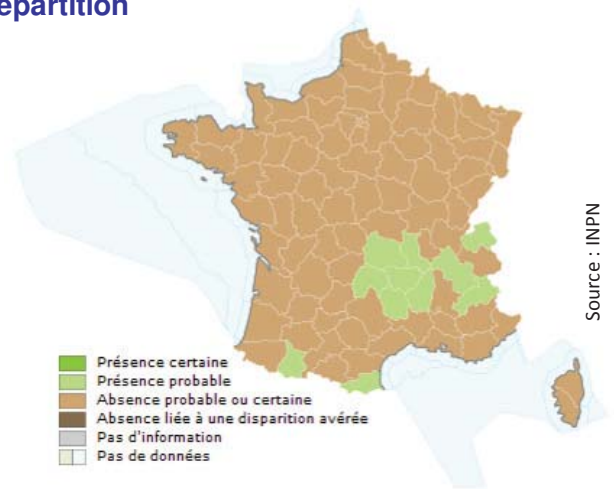 épartition
Source : INPN
Présence certaine
Présence probable
Absence probable ou certaine
Absence liée à une disparition avérée
Pas d'information
Pas de données